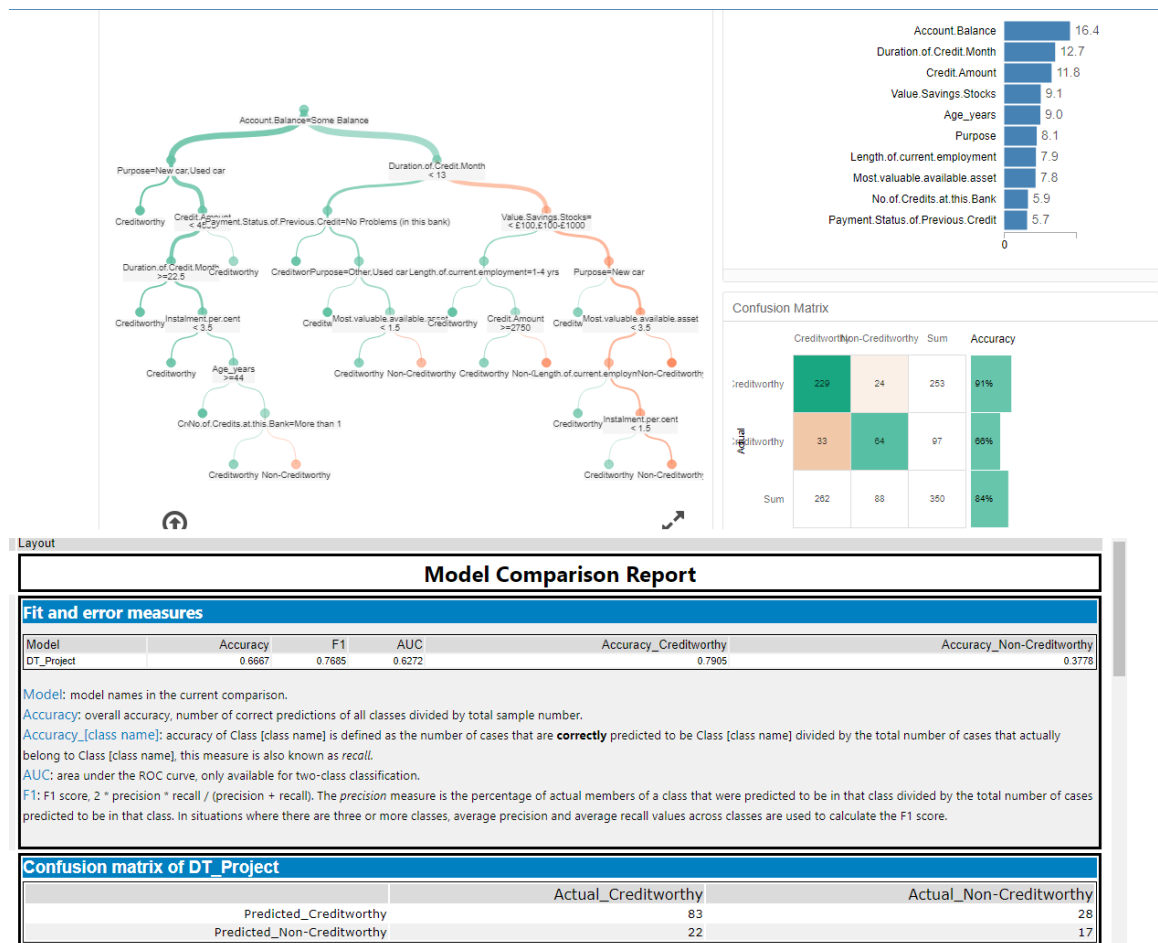 Account.Balance=Some Balance
Purpose=New car,Used car
Duration.of.Credit.Month
< 13
Creditworthy
Credit.Amount
< 45
Payment.Status.of.Previous.Credit=No Problems (in this bank)
Value.Savings.Stocks=
< £100,£100-£1000
Duration.of.Credit.Month
>=22.5
Creditworthy
Creditwor
Purpose=Other,Used car
Length.of.current.employment=1-4 yrs
Purpose=New car
Creditworthy
Instalment.per.cent
< 3.5
Creditw
Most.valuable.available.asset
< 1.5
Creditworthy
Credit.Amount
>=2750
Creditw
Most.valuable.available.asset
< 3.5
Creditworthy
Age_years
>=44
Creditworthy
Non-Creditworthy
Creditworthy
Non-(
Length.of.current.employm
Non-Creditworthy
No.of.Credits.at.this.Bank=More than 1
Creditworthy
Instalment.per.cent
< 1.5
Creditworthy
Non-Creditworthy
Creditworthy
Non-Creditworthy
Account.Balance 16.4
Duration.of.Credit.Month 12.7
Credit.Amount 11.8
Value.Savings.Stocks 9.1
Age_years 9.0
Purpose 8.1
Length.of.current.employment 7.9
Most.valuable.available.asset 7.8
No.of.Credits.at.this.Bank 5.9
Payment.Status.of.Previous.Credit 5.7
0
Confusion Matrix
Non-Creditworthy Sum Accuracy
reditworthy 229 24 253 91%
Actual
ditworthy 33 64 97 66%
Sum 262 88 350 84%
Layout
Model Comparison Report
Fit and error measures
Model Accuracy F1 AUC Accuracy_Creditworthy Accuracy_Non-Creditworthy
DT_Project 0.6667 0.7685 0.6272 0.7905 0.3778
Model: model names in the current comparison.
Accuracy: overall accuracy, number of correct predictions of all classes divided by total sample number.
Accuracy_[class name]: accuracy of Class [class name] is defined as the number of cases that are correctly predicted to be Class [class name] divided by the total number of cases that actually
belong to Class [class name], this measure is also known as recall.
AUC: area under the ROC curve, only available for two-class classification.
F1: F1 score, 2 * precision * recall / (precision + recall). The precision measure is the percentage of actual members of a class that were predicted to be in that class divided by the total number of cases
predicted to be in that class. In situations where there are three or more classes, average precision and average recall values across classes are used to calculate the F1 score.
Confusion matrix of DT_Project
Actual_Creditworthy Actual_Non-Creditworthy
Predicted_Creditworthy 83 28
Predicted_Non-Creditworthy 22 17